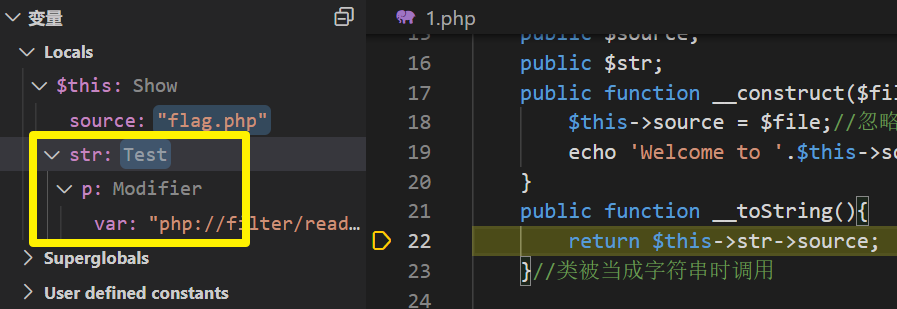 变量
Locals
$this: Show
source: "flag.php"
str: Test
p: Modifier
var: "php://filter/read…
Superglobals
User defined constants
1.php
15 public $source;
16 public $str;
17 public function __construct($fil
18 $this->source = $file;//忽略
19 echo 'Welcome to '.$this->so
20 }
21 public function __toString(){
22 return $this->str->source;
23 }//类被当成字符串时调用
24